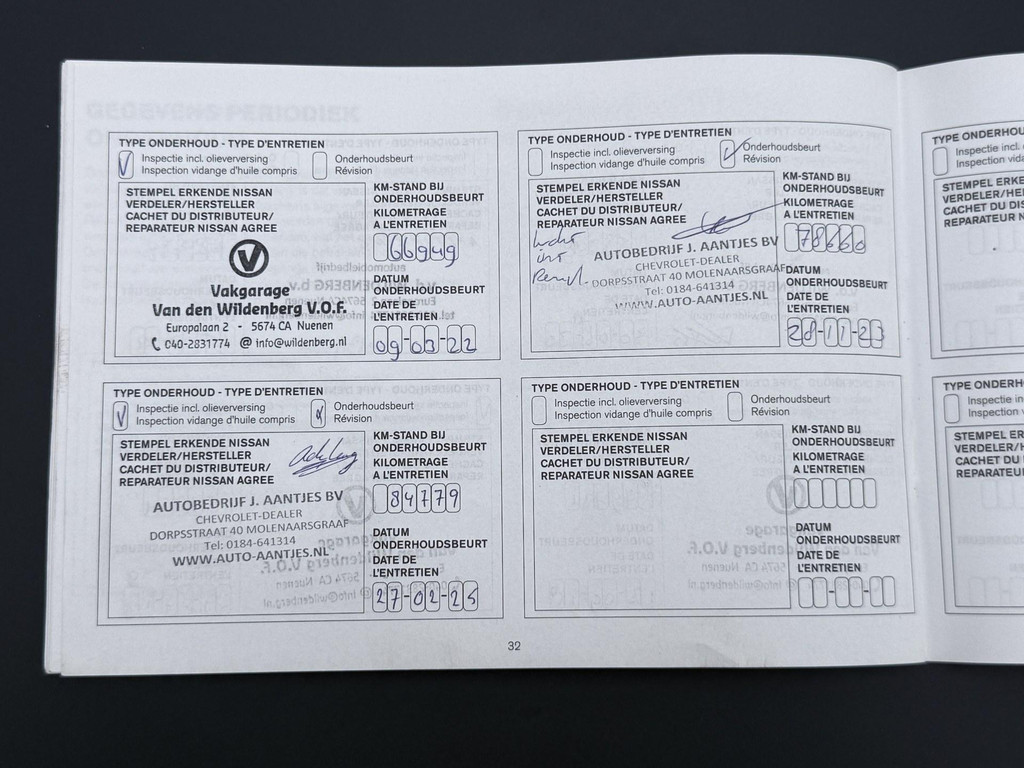 TYPE ONDERHOUD - TYPE D'ENTRETIEN
Inspectie incl. olieverversing
Inspection vidange d'huile compris
Onderhoudsbeurt
Révision
STEMPEL ERKENDE NISSAN
VERDELER/HERSTELLER
CACHET DU DISTRIBUTEUR/
REPARATEUR NISSAN AGREE
Vakgarage
Van den Wildenberg V.O.F.
Europalaan 2 - 5674 CA Nuenen
040-2831774 @ info@wildenberg.nl
KM-STAND BIJ
ONDERHOUDSBEURT
KILOMETRAGE
A L'ENTRETIEN
66949
DATUM
ONDERHOUDSBEURT
DATE DE
L'ENTRETIEN
09-03-22
TYPE ONDERHOUD - TYPE D'ENTRETIEN
Inspectie incl. olieverversing
Inspection vidange d'huile compris
Onderhoudsbeurt
Révision
STEMPEL ERKENDE NISSAN
VERDELER/HERSTELLER
CACHET DU DISTRIBUTEUR/
REPARATEUR NISSAN AGREE
AUTOBEDRIJF J. AANTJES BV
CHEVROLET-DEALER
DORPSSTRAAT 40 MOLENAARSGRAAF
Tel: 0184-641314
WWW.AUTO-AANTJES.NL
KM-STAND BIJ
ONDERHOUDSBEURT
KILOMETRAGE
A L'ENTRETIEN
78660
DATUM
ONDERHOUDSBEURT
DATE DE
L'ENTRETIEN
28-11-23
TYPE ONDERHOUD - TYPE D'ENTRETIEN
Inspectie incl. olieverversing
Inspection vidange d'huile compris
Onderhoudsbeurt
Révision
STEMPEL ERKENDE NISSAN
VERDELER/HERSTELLER
CACHET DU DISTRIBUTEUR/
REPARATEUR NISSAN AGREE
AUTOBEDRIJF J. AANTJES BV
CHEVROLET-DEALER
DORPSSTRAAT 40 MOLENAARSGRAAF
Tel: 0184-641314
WWW.AUTO-AANTJES.NL
KM-STAND BIJ
ONDERHOUDSBEURT
KILOMETRAGE
A L'ENTRETIEN
84779
DATUM
ONDERHOUDSBEURT
DATE DE
L'ENTRETIEN
27-02-25
TYPE ONDERHOUD - TYPE D'ENTRETIEN
Inspectie incl. olieverversing
Inspection vidange d'huile compris
Onderhoudsbeurt
Révision
STEMPEL ERKENDE NISSAN
VERDELER/HERSTELLER
CACHET DU DISTRIBUTEUR/
REPARATEUR NISSAN AGREE
KM-STAND BIJ
ONDERHOUDSBEURT
KILOMETRAGE
A L'ENTRETIEN
DATUM
ONDERHOUDSBEURT
DATE DE
L'ENTRETIEN
32